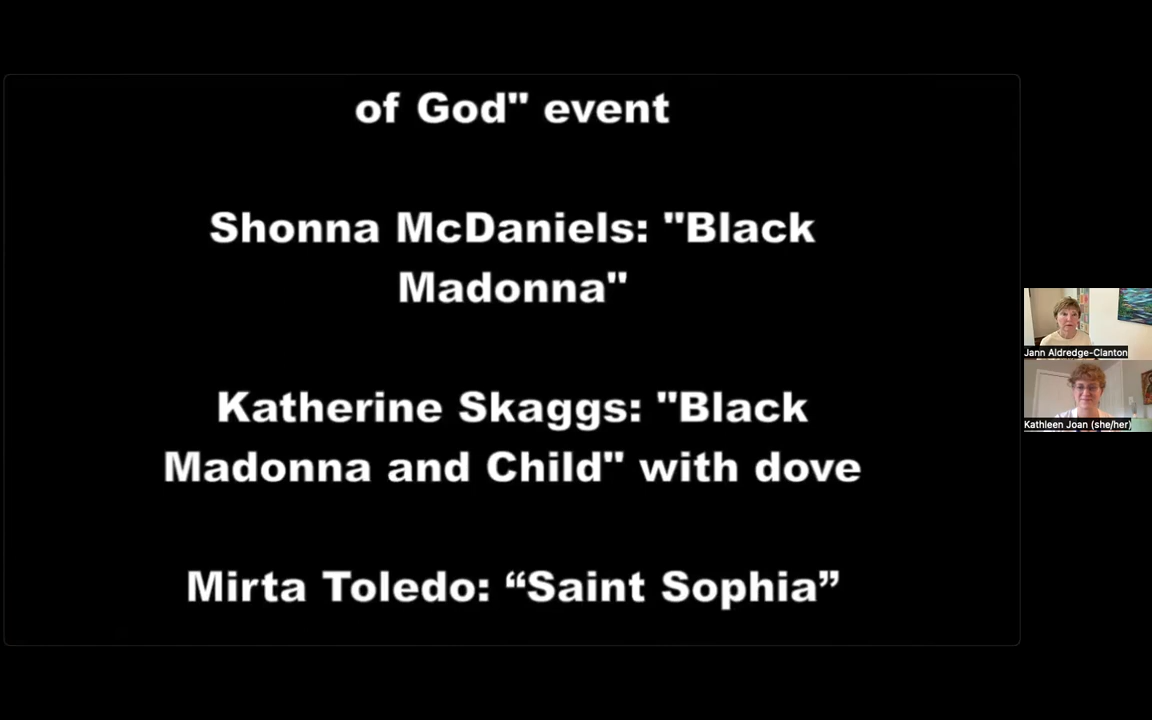 of God" event
Shonna McDaniels: "Black
Madonna"
Katherine Skaggs: "Black
Madonna and Child" with dove
Mirta Toledo: “Saint Sophia”
Jann Aldredge-Clanton
Kathleen Joan (she/her)